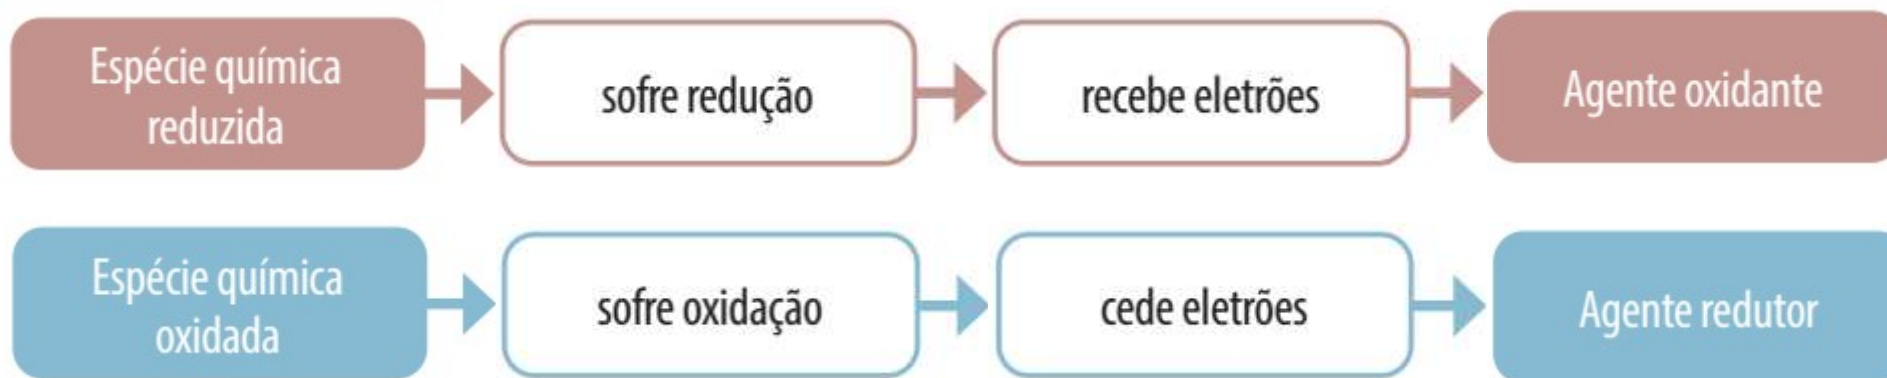 Espécie química
reduzida
sofre redução
recebe eletrões
Agente oxidante
Espécie química
oxidada
sofre oxidação
cede eletrões
Agente redutor